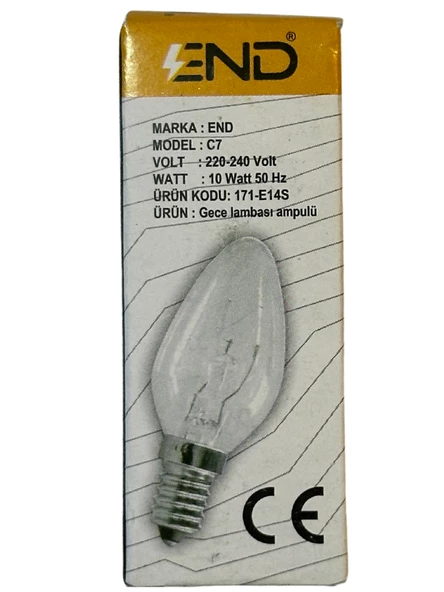 END®
MARKA : END
MODEL : C7
VOLT : 220-240 Volt
WATT : 10 Watt 50 Hz
ÜRÜN KODU: 171-E14S
ÜRÜN : Gece lambası ampulü
CE